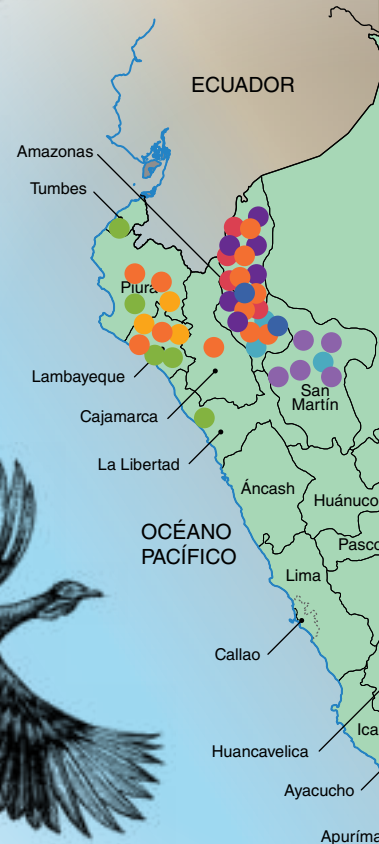 ECUADOR
Amazonas
Tumbes
Piura
Lambayeque
San
Martín
Cajamarca
La Libertad
Áncash
Huánuco
OCÉANO
PACÍFICO
Pasco
Lima
Callao
Ica
Huancavelica
Ayacucho
Apuríma